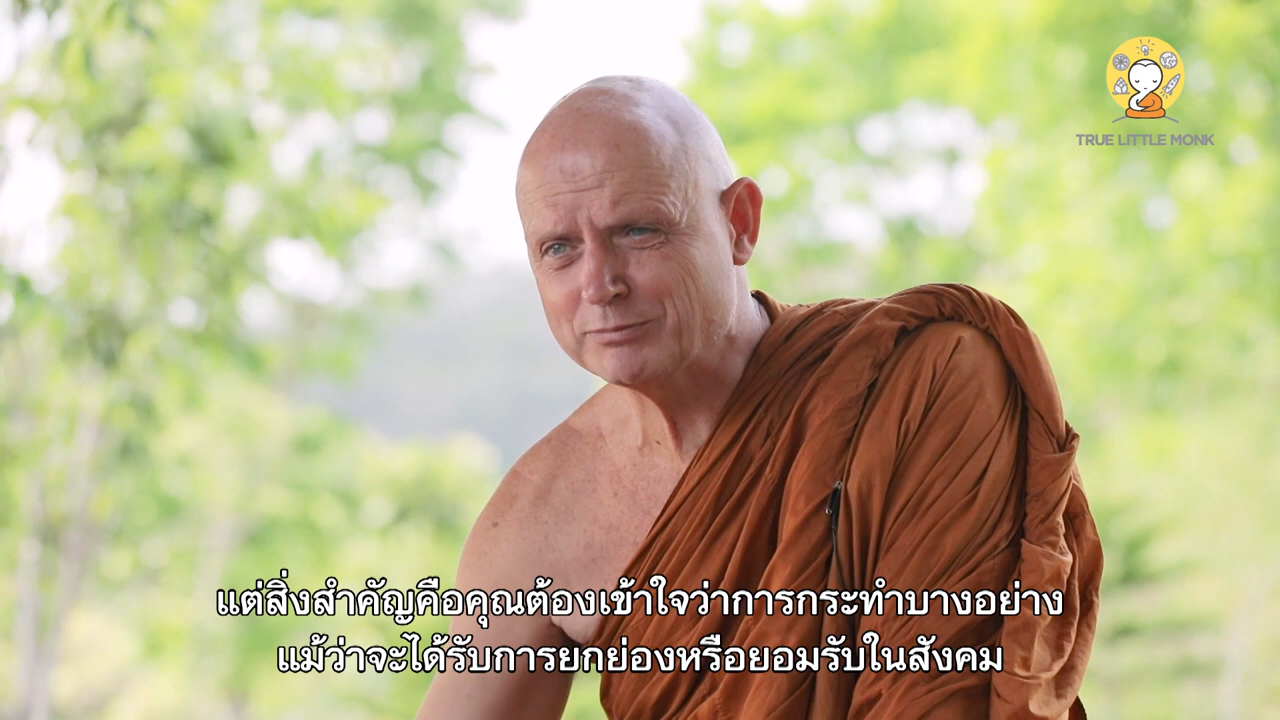 TRUE LITTLE MONK
แต่สิ่งสำคัญคือคุณต้องเข้าใจว่าการกระทำบางอย่าง
แม้ว่าจะได้รับการยกย่องหรือยอมรับในสังคม